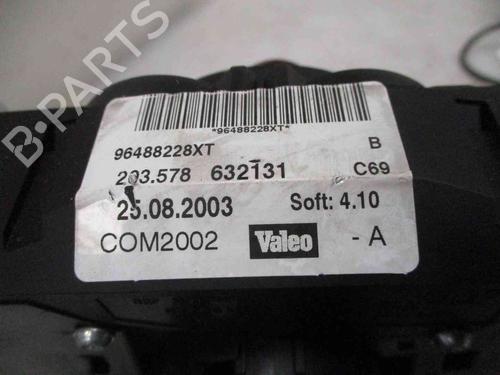 B-PARTS
*96488228XT*
96488228XT B
203.578 632131 C69
25.08.2003 Soft: 4.10
COM2002 Valeo - A